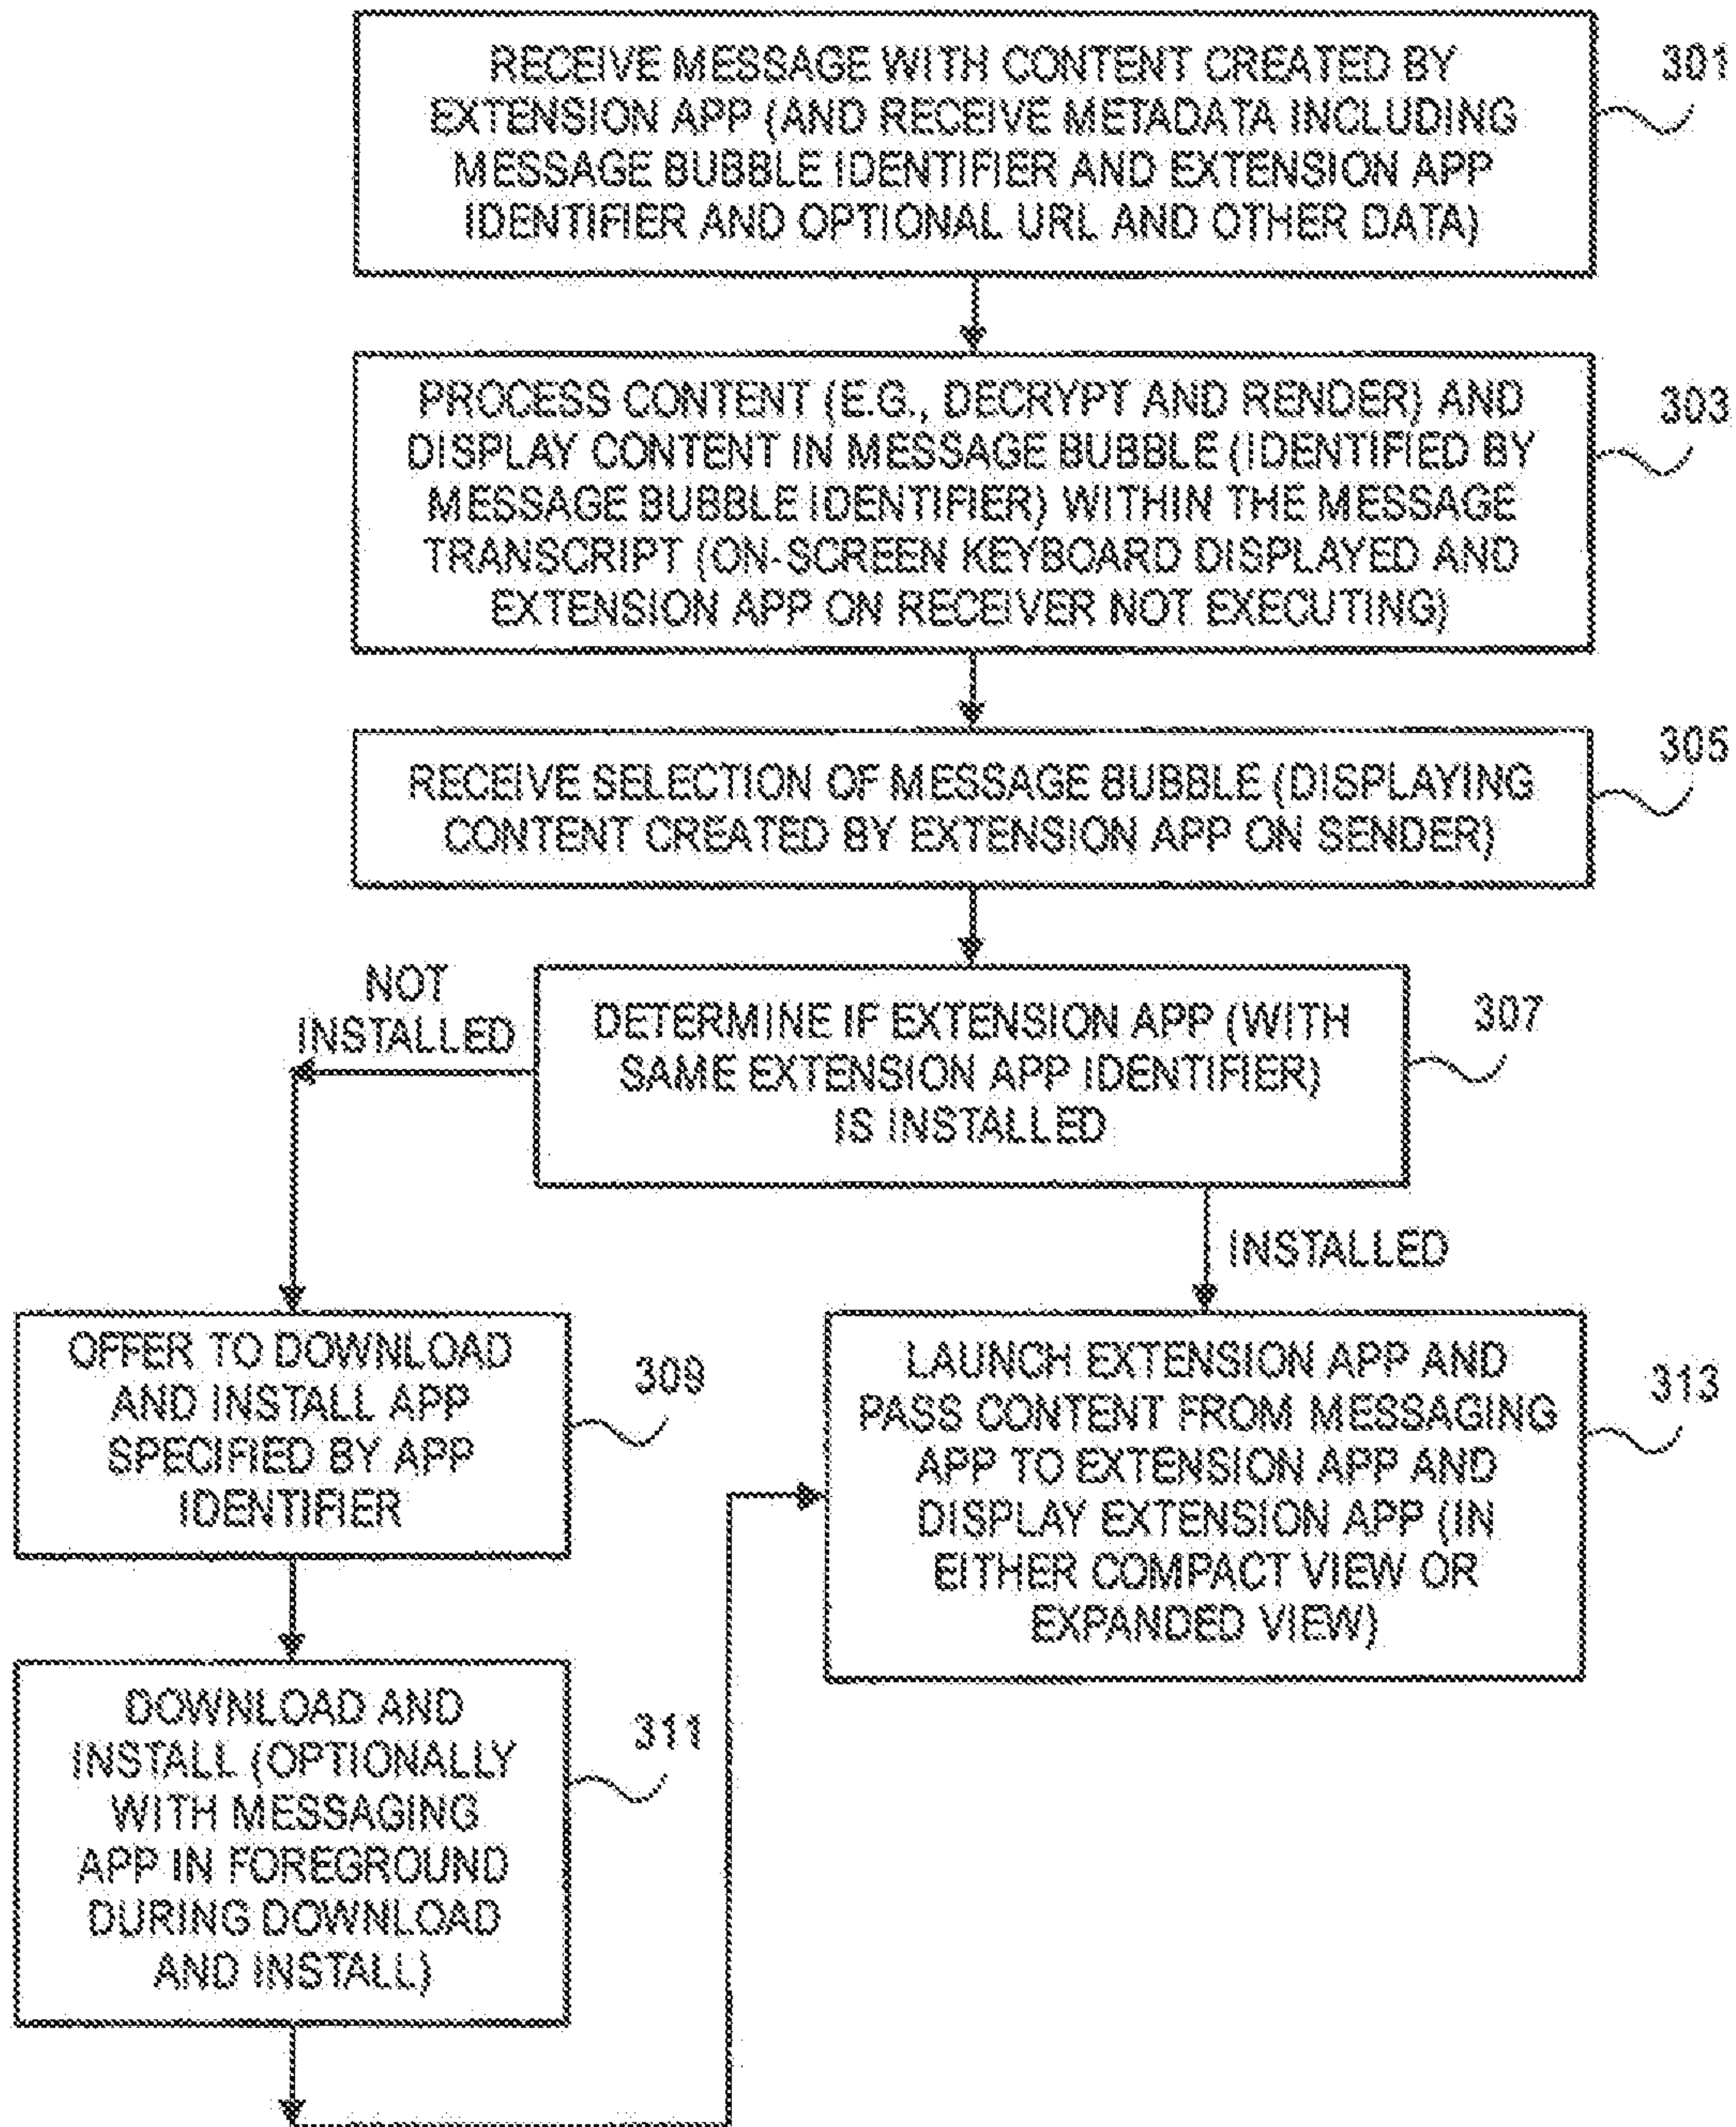 RECEIVE MESSAGE WITH CONTENT CREATED BY
EXTENSION APP (AND RECEIVE METADATA INCLUDING
MESSAGE BUBBLE IDENTIFIER AND EXTENSION APP
IDENTIFIER AND OPTIONAL URL AND OTHER DATA)
301
PROCESS CONTENT (E.G., DECRYPT AND RENDER) AND
DISPLAY CONTENT IN MESSAGE BUBBLE (IDENTIFIED BY
MESSAGE BUBBLE IDENTIFIER) WITHIN THE MESSAGE
TRANSCRIPT (ON-SCREEN KEYBOARD DISPLAYED AND
EXTENSION APP ON RECEIVER NOT EXECUTING)
303
RECEIVE SELECTION OF MESSAGE BUBBLE (DISPLAYING
CONTENT CREATED BY EXTENSION APP ON SENDER)
305
NOT
INSTALLED
DETERMINE IF EXTENSION APP (WITH
SAME EXTENSION APP IDENTIFIER)
IS INSTALLED
307
INSTALLED
OFFER TO DOWNLOAD
AND INSTALL APP
SPECIFIED BY APP
IDENTIFIER
309
LAUNCH EXTENSION APP AND
PASS CONTENT FROM MESSAGING
APP TO EXTENSION APP AND
DISPLAY EXTENSION APP (IN
EITHER COMPACT VIEW OR
EXPANDED VIEW)
313
DOWNLOAD AND
INSTALL (OPTIONALLY
WITH MESSAGING
APP IN FOREGROUND
DURING DOWNLOAD
AND INSTALL)
311